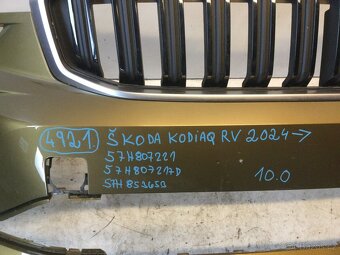 4921 ŠKODA KODIAQ RV 2024→
57H807221
57H807217D
57H853653
10.0